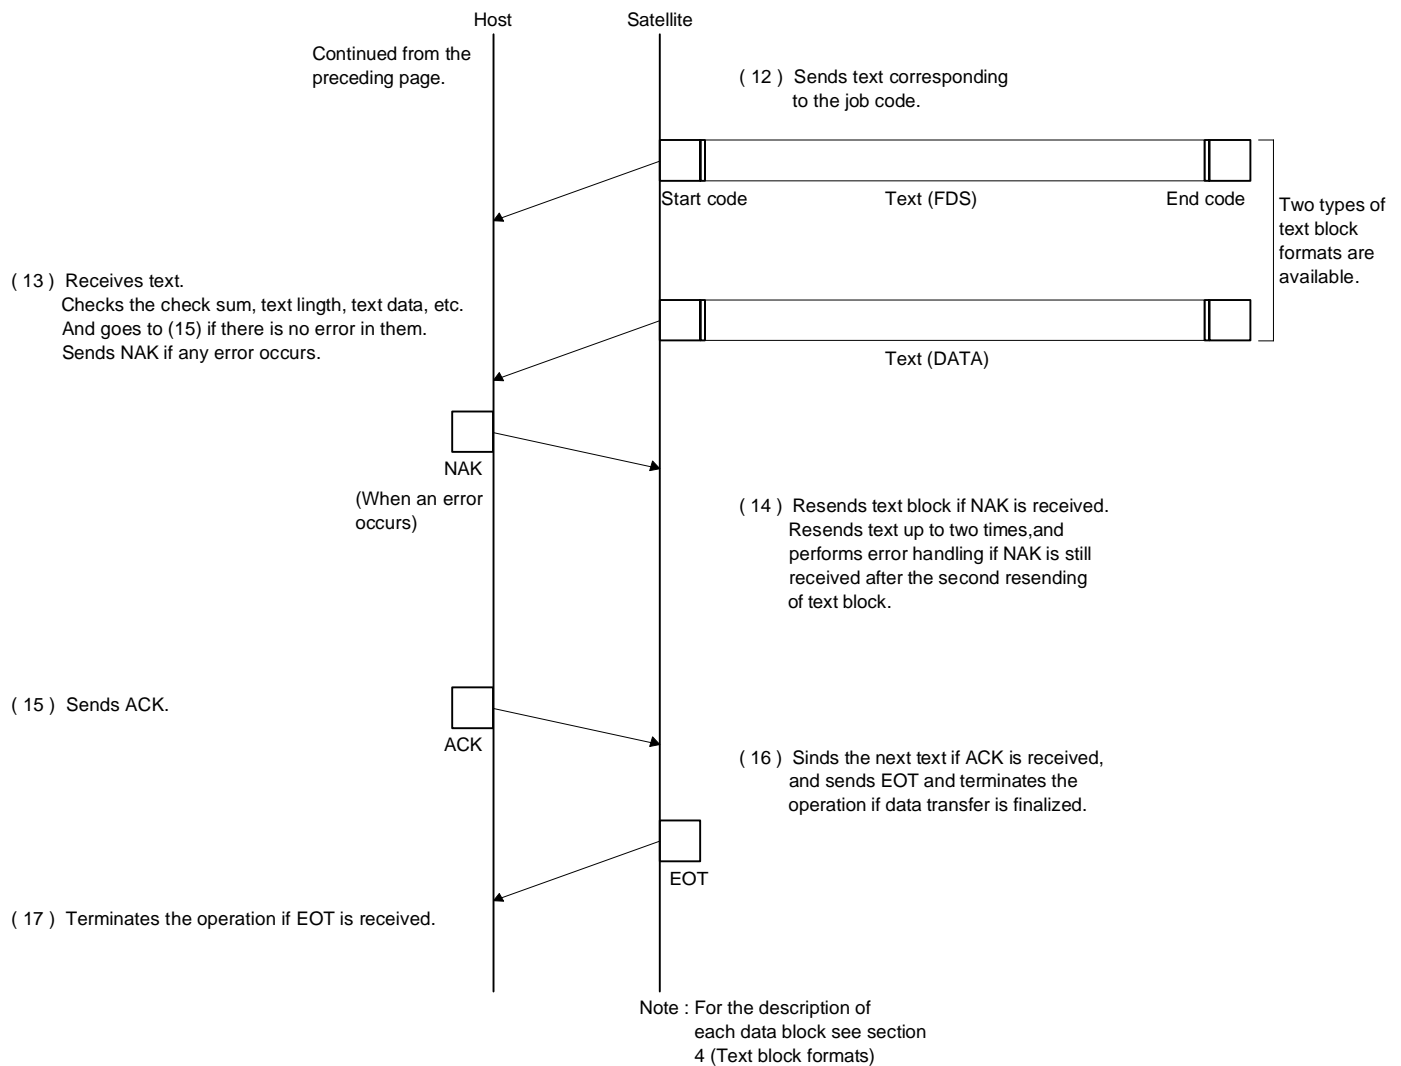 Host
Satellite
Continued from the
preceding page.
( 12 ) Sends text corresponding
to the job code.
Start code
Text (FDS)
End code
Two types of
text block
formats are
available.
( 13 ) Receives text.
Checks the check sum, text lingth, text data, etc.
And goes to (15) if there is no error in them.
Sends NAK if any error occurs.
Text (DATA)
NAK
(When an error
occurs)
( 14 ) Resends text block if NAK is received.
Resends text up to two times,and
performs error handling if NAK is still
received after the second resending
of text block.
( 15 ) Sends ACK.
ACK
( 16 ) Sinds the next text if ACK is received,
and sends EOT and terminates the
operation if data transfer is finalized.
EOT
( 17 ) Terminates the operation if EOT is received.
Note : For the description of
each data block see section
4 (Text block formats)